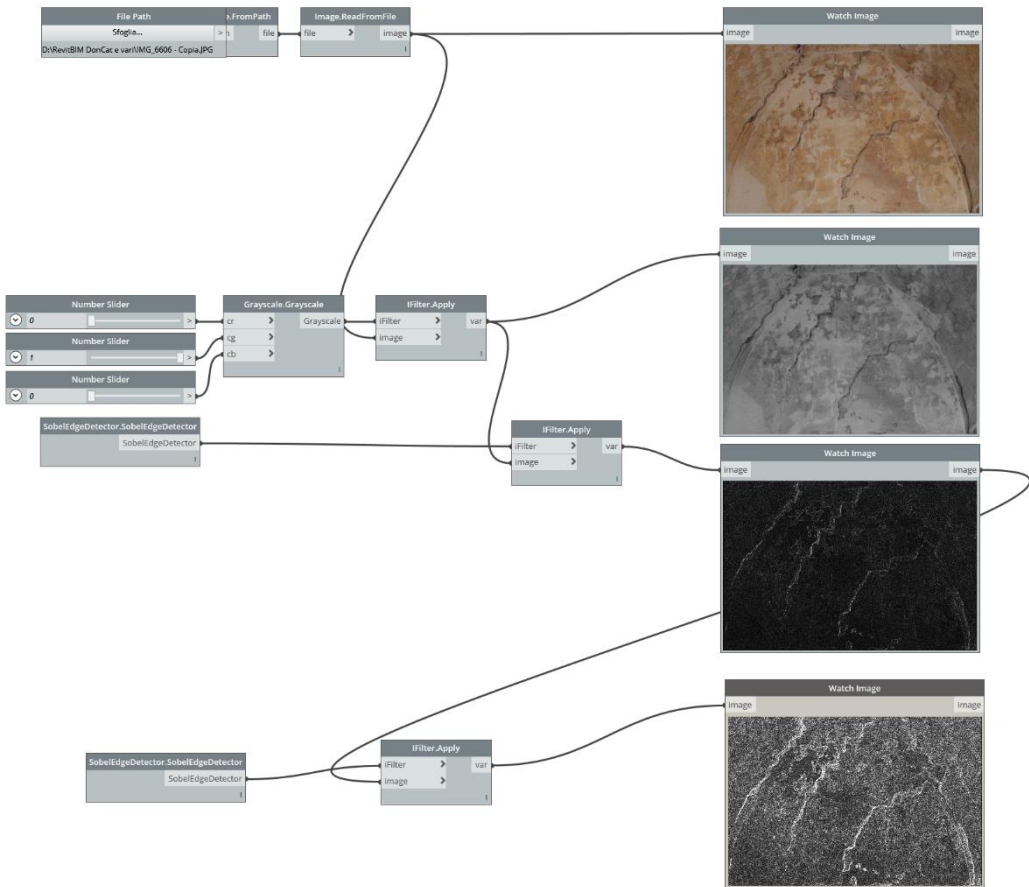 File Path
Sfoglia...
>
D:\RevitBIM DonCat e vari\IMG_6606 - Copia.JPG
.FromPath
file
Image.ReadFromFile
file > image
Watch Image
image image
Watch Image
image image
Number Slider
0 >
Number Slider
1 >
Number Slider
0 >
Grayscale.Grayscale
cr > Grayscale
cg >
cb >
IFilter.Apply
iFilter > var
image >
SobelEdgeDetector.SobelEdgeDetector
SobelEdgeDetector
IFilter.Apply
iFilter > var
image >
Watch Image
image image
Watch Image
image image
SobelEdgeDetector.SobelEdgeDetector
SobelEdgeDetector
IFilter.Apply
iFilter > var
image >